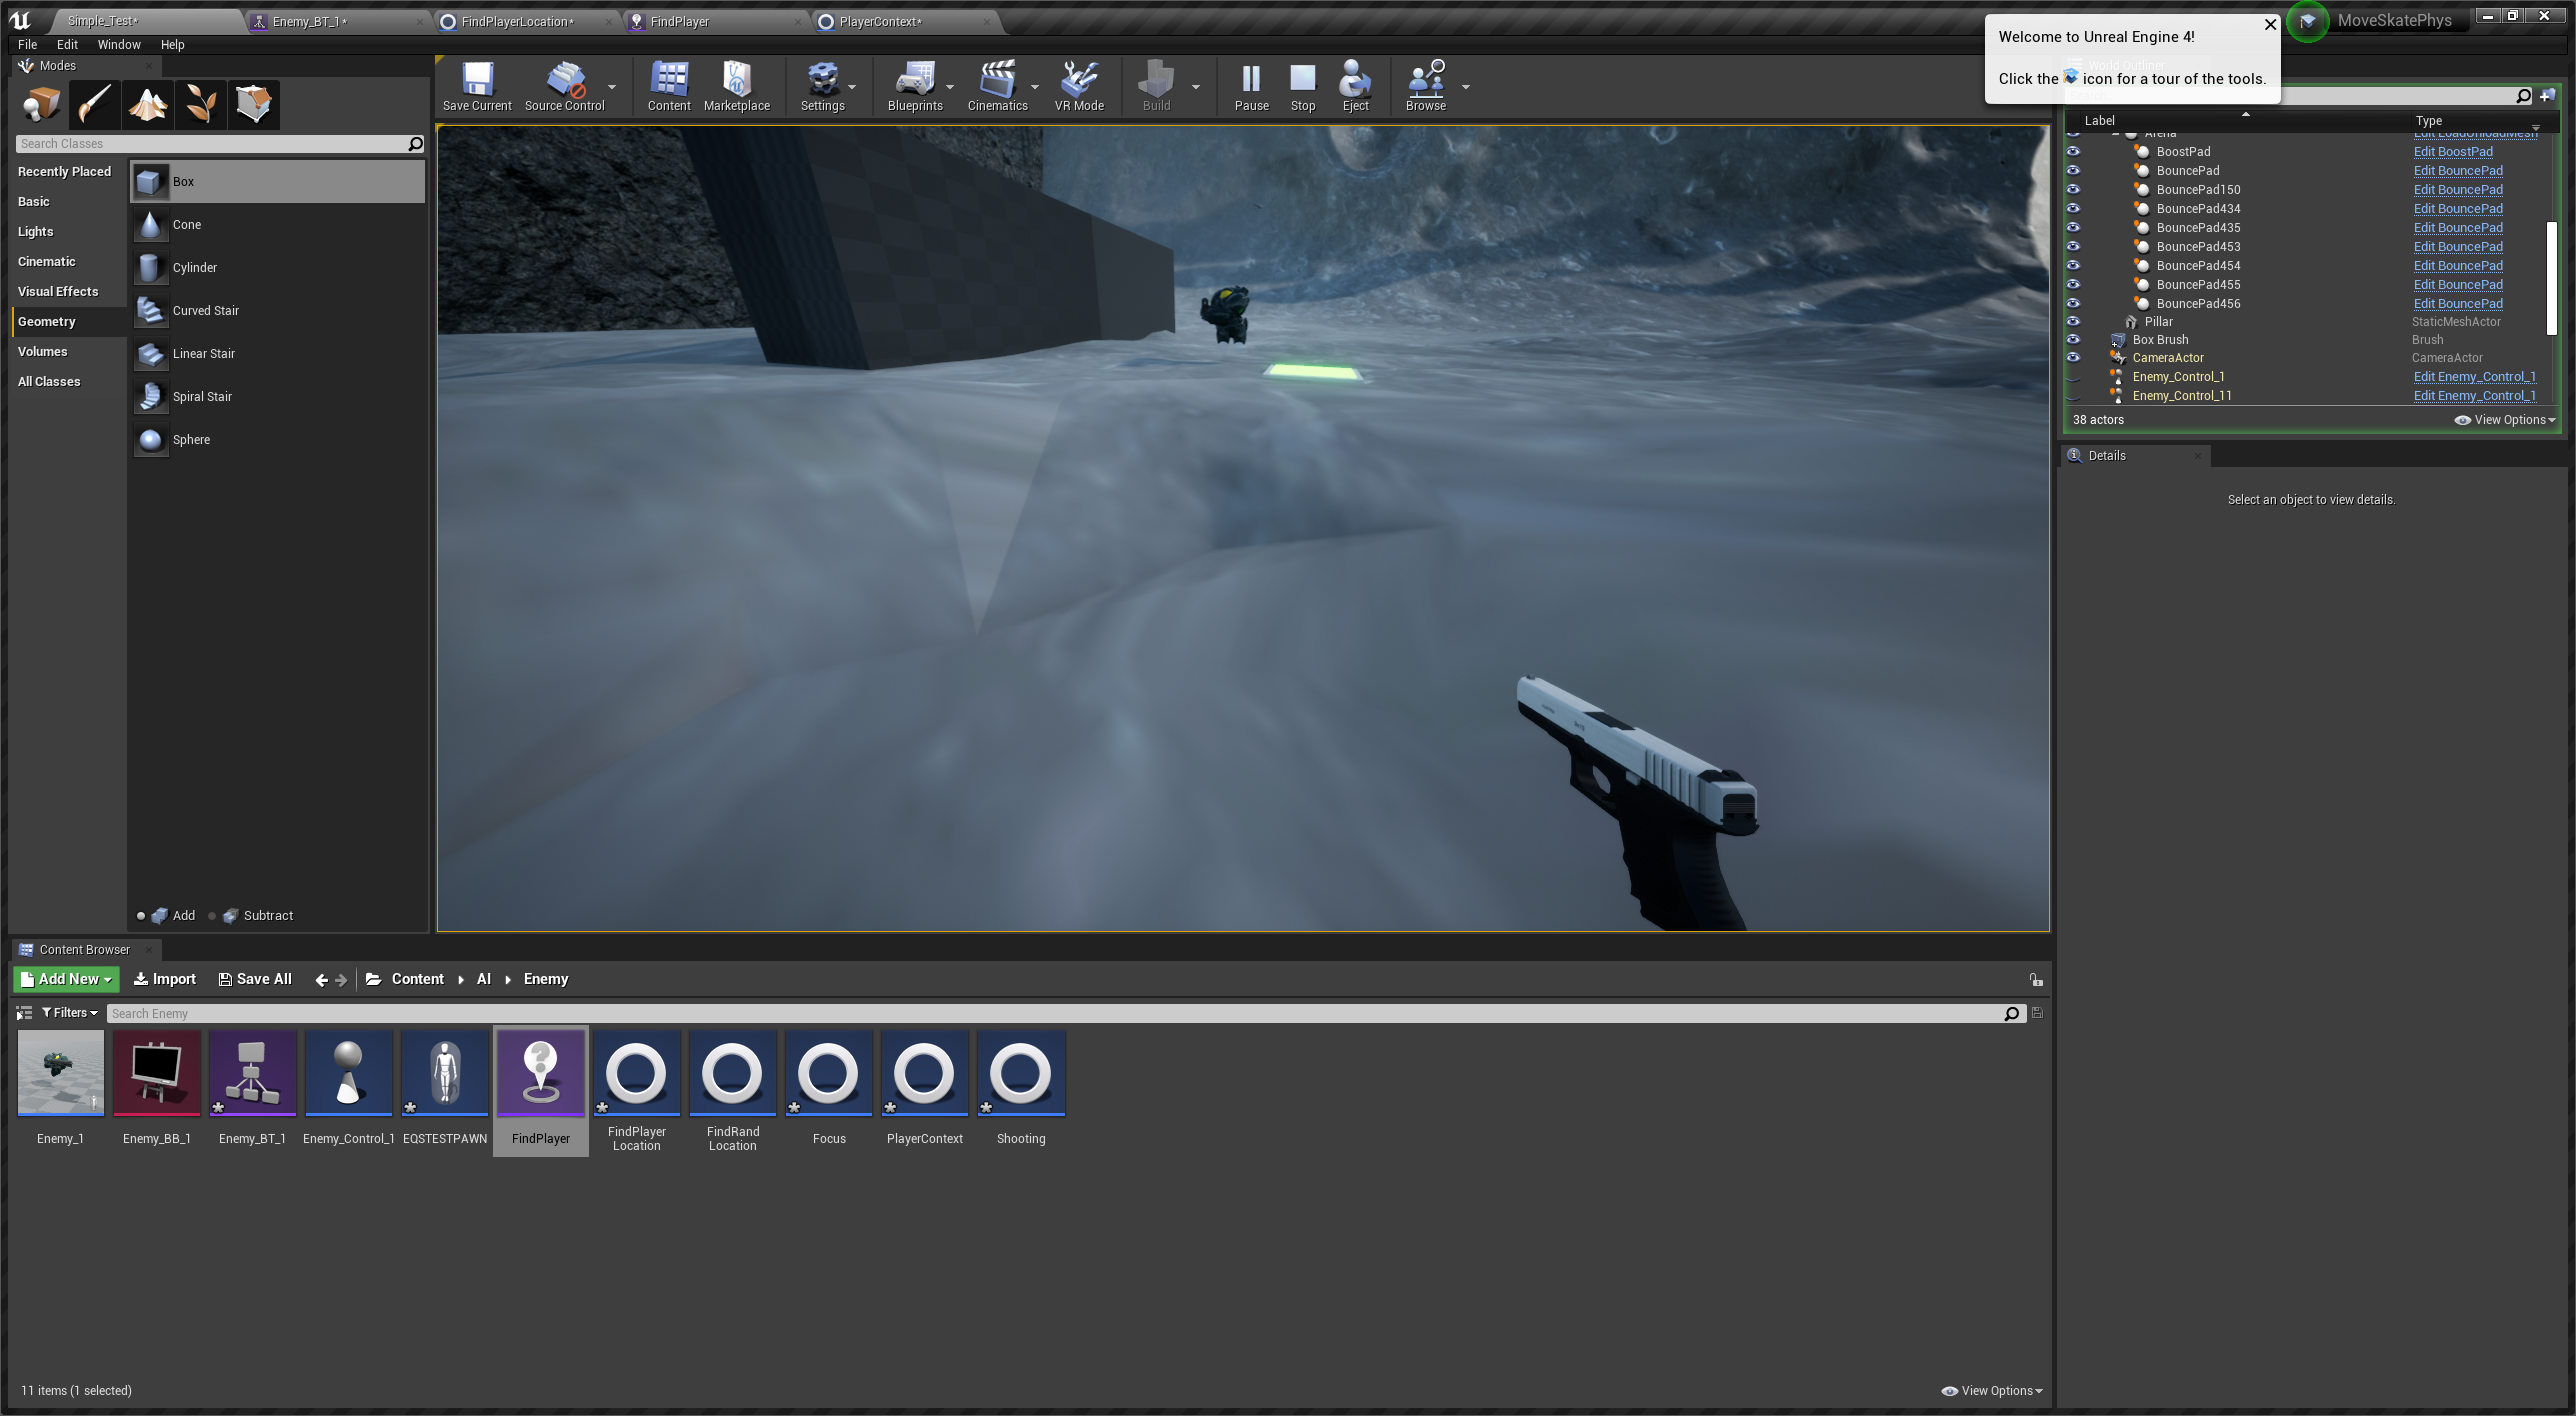 Simple_Test*
Enemy_BT_1*
FindPlayerLocation*
FindPlayer
PlayerContext*
MoveSkatePhys
File Edit Window Help
Welcome to Unreal Engine 4!
Click the icon for a tour of the tools.
World Outliner
Modes
Save Current
Source Control
Content
Marketplace
Settings
Blueprints
Cinematics
VR Mode
Build
Pause
Stop
Eject
Browse
Search Classes
Recently Placed
Basic
Lights
Cinematic
Visual Effects
Geometry
Volumes
All Classes
Box
Cone
Cylinder
Curved Stair
Linear Stair
Spiral Stair
Sphere
Add Subtract
Label Type
Arena Edit LoadUnloadMesh
BoostPad Edit BoostPad
BouncePad Edit BouncePad
BouncePad150 Edit BouncePad
BouncePad434 Edit BouncePad
BouncePad435 Edit BouncePad
BouncePad453 Edit BouncePad
BouncePad454 Edit BouncePad
BouncePad455 Edit BouncePad
BouncePad456 Edit BouncePad
Pillar StaticMeshActor
Box Brush Brush
CameraActor CameraActor
Enemy_Control_1 Edit Enemy_Control_1
Enemy_Control_11 Edit Enemy_Control_1
38 actors View Options
Details
Select an object to view details.
Content Browser
Add New Import Save All Content AI Enemy
Filters Search Enemy
Enemy_1
Enemy_BB_1
Enemy_BT_1
Enemy_Control_1
EQSTESTPAWN
FindPlayer
FindPlayer
Location
FindRand
Location
Focus
PlayerContext
Shooting
11 items (1 selected) View Options